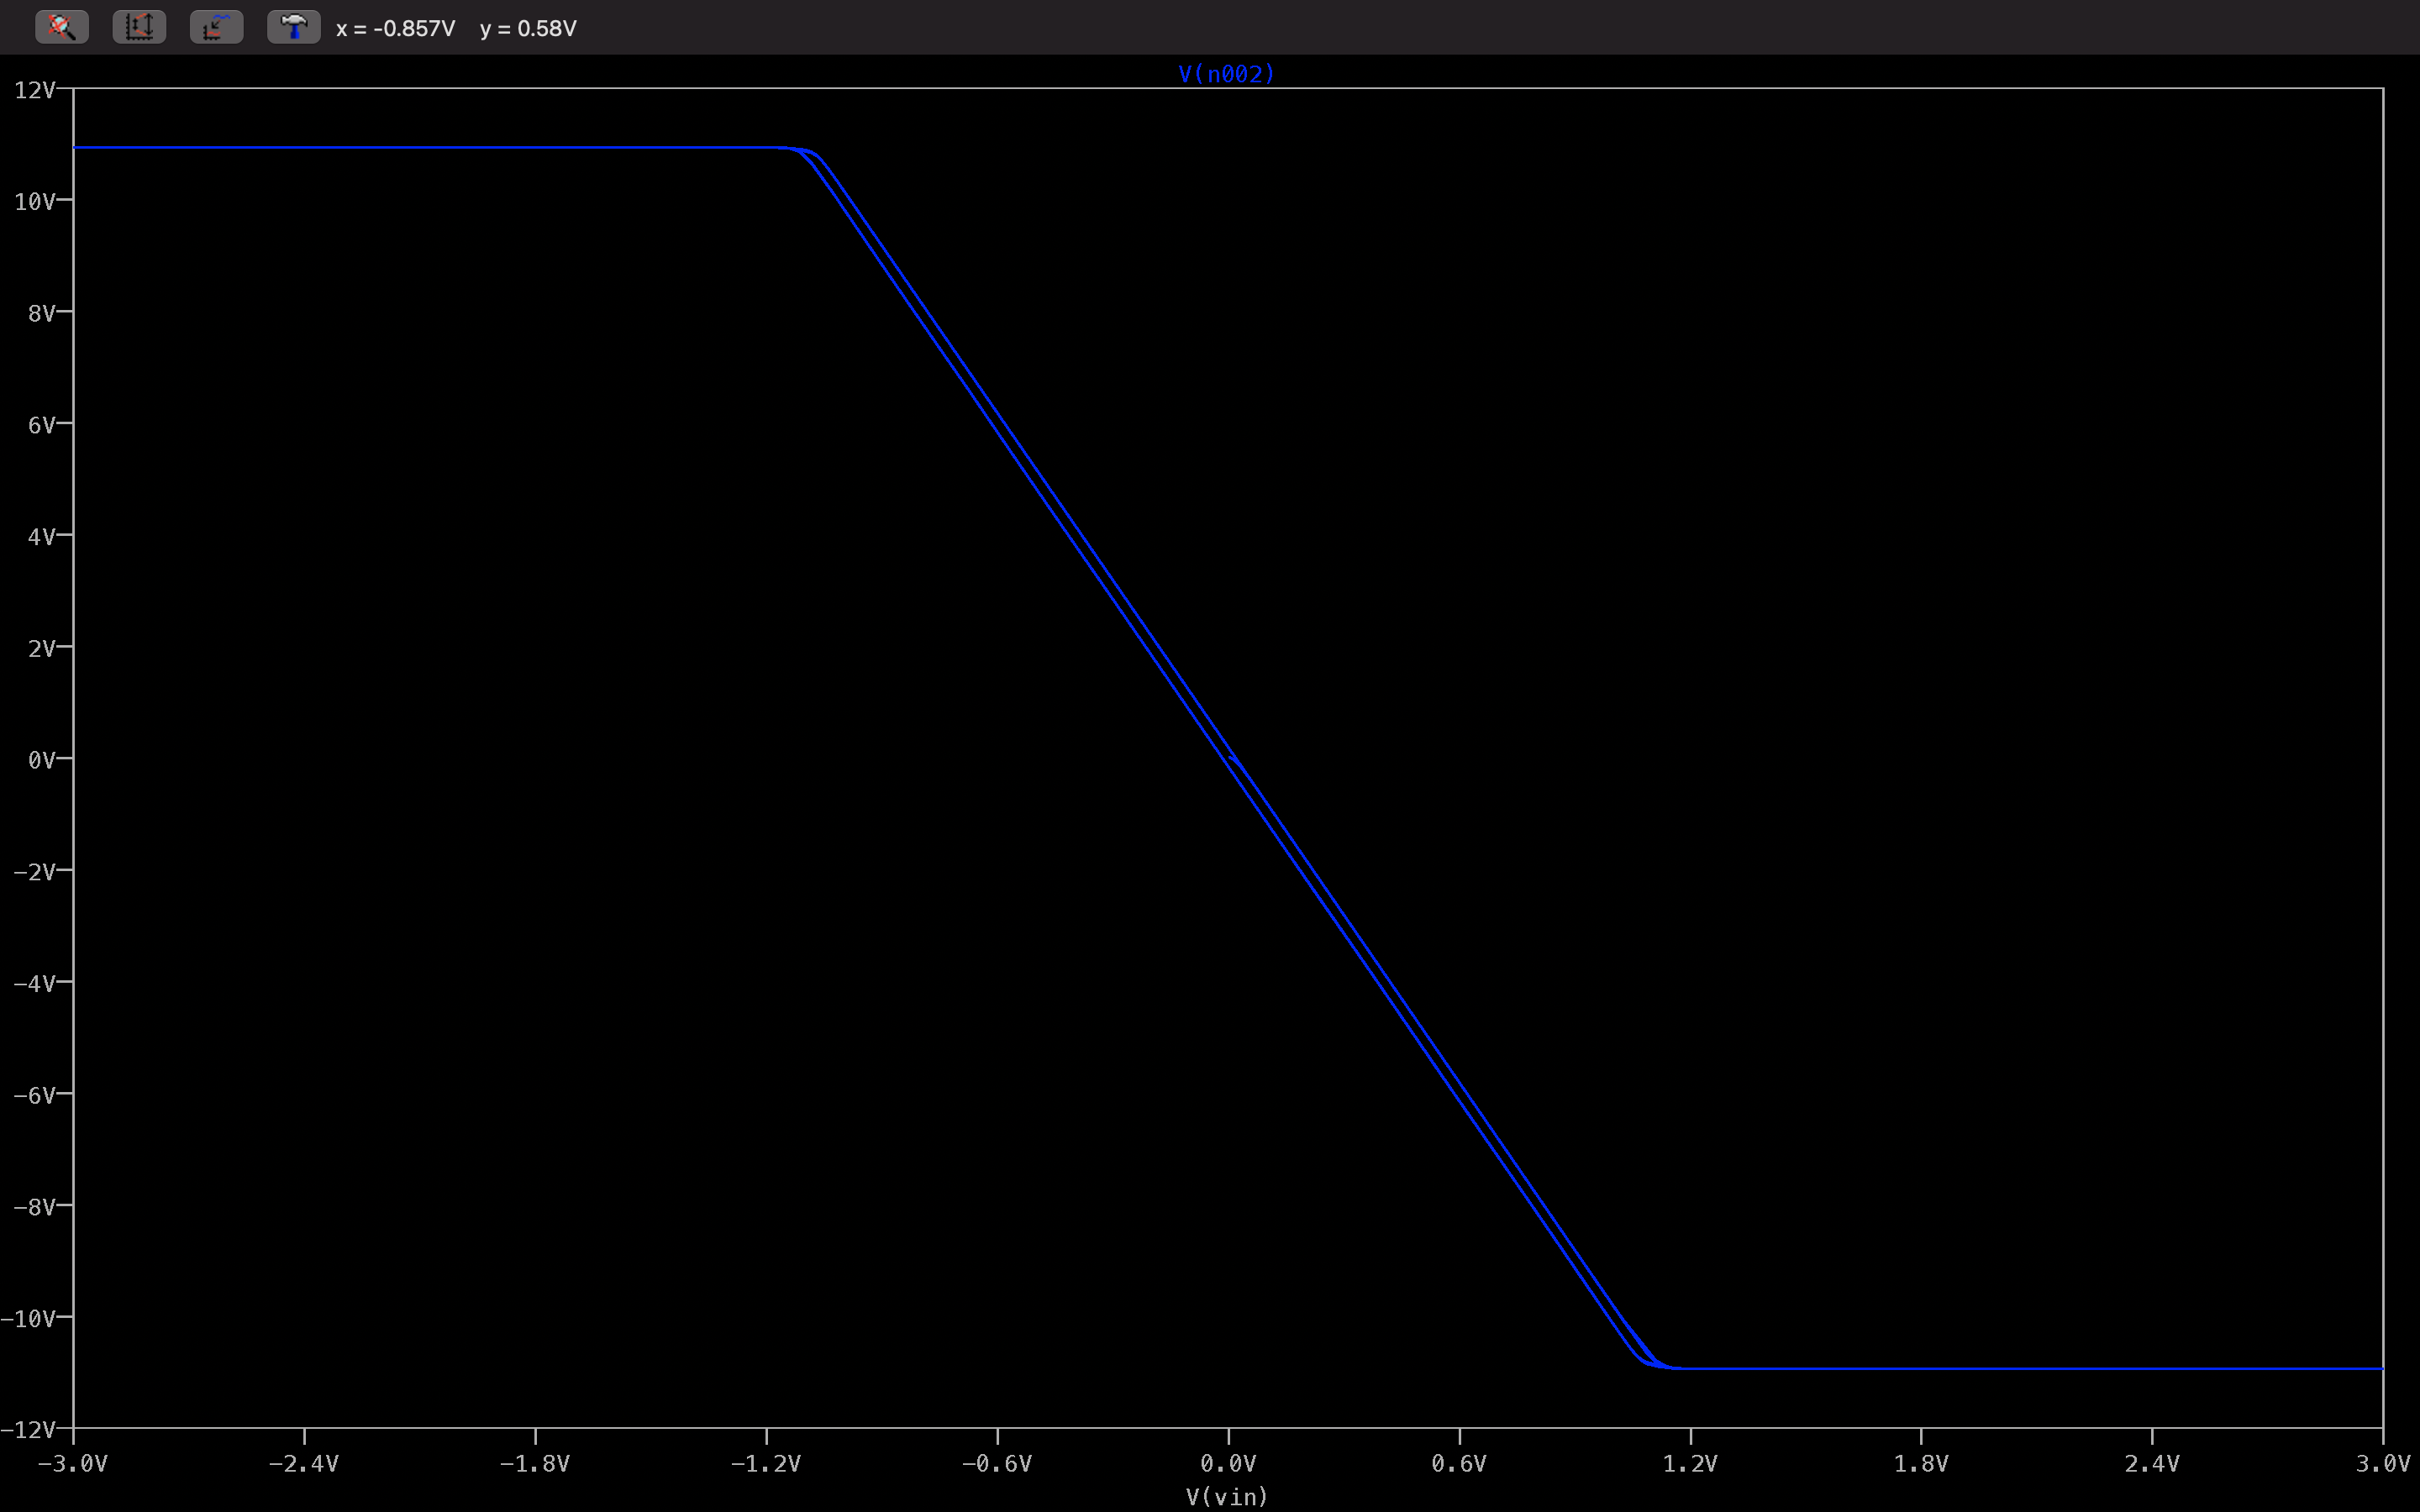 x = -0.857V y = 0.58V
V(n002)
12V
10V
8V
6V
4V
2V
0V
−2V
−4V
−6V
−8V
−10V
−12V
−3.0V −2.4V −1.8V −1.2V −0.6V 0.0V 0.6V 1.2V 1.8V 2.4V 3.0V
V(vin)